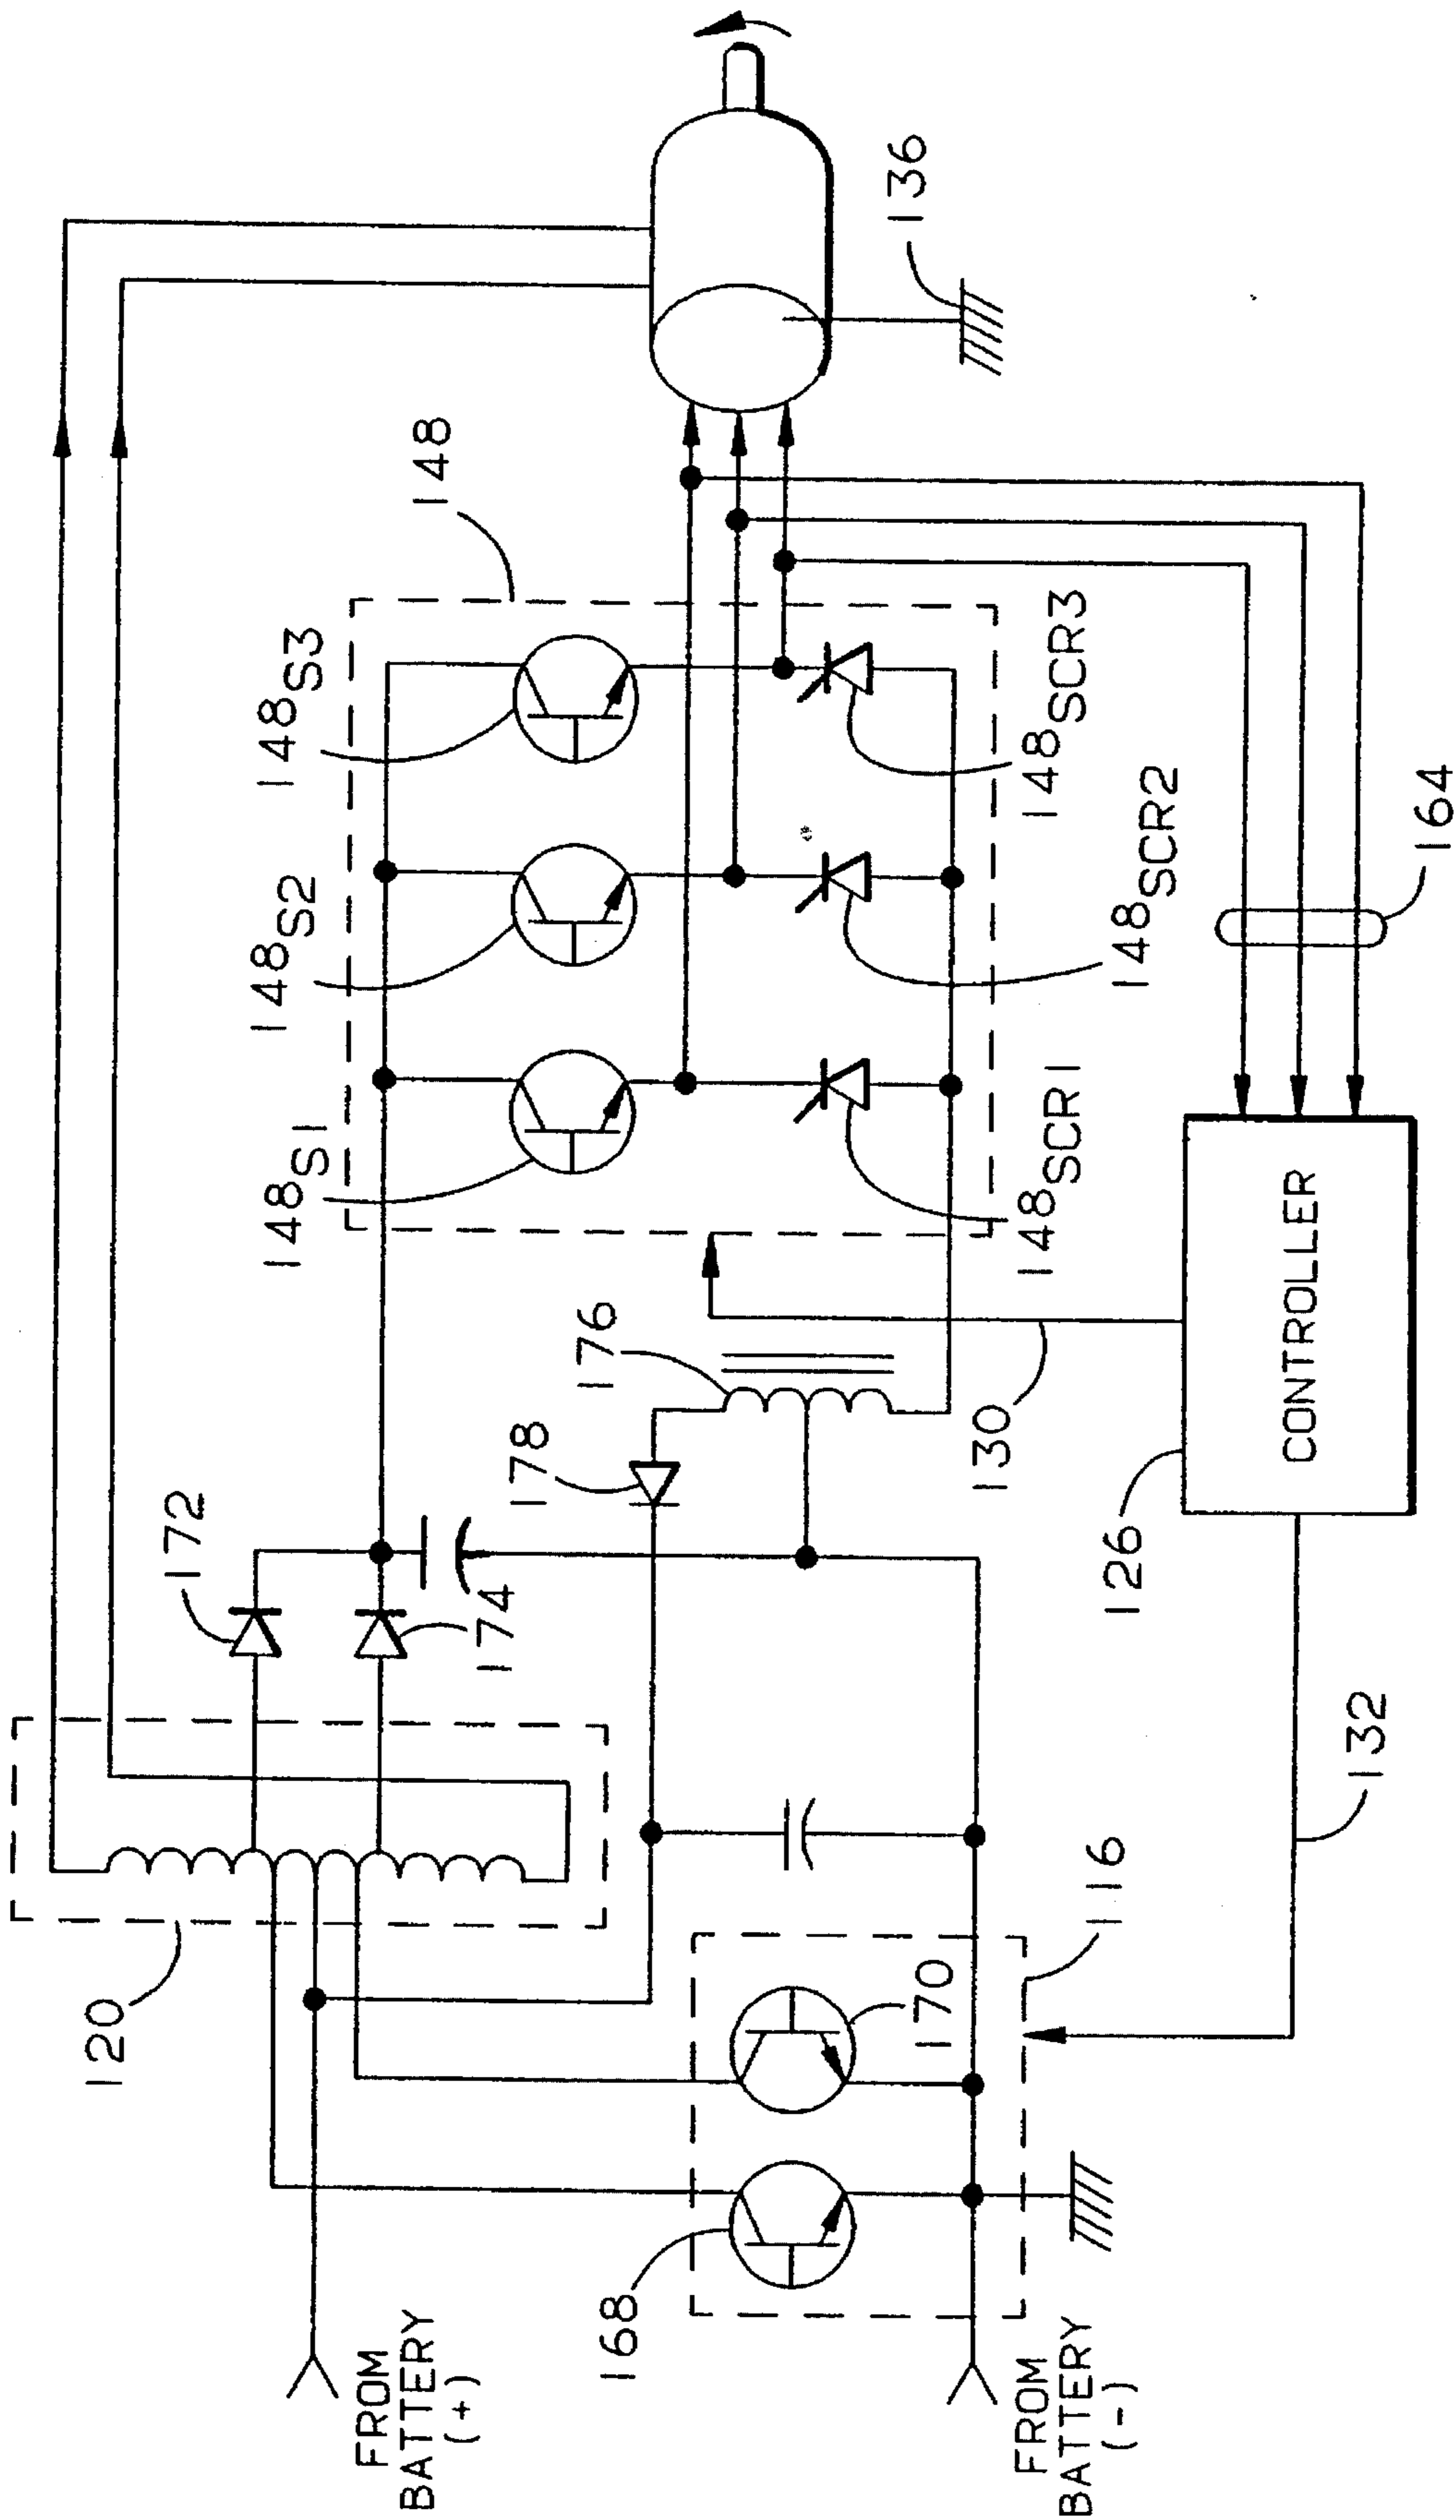 120
172
174
178
176
148S1
148S2
148S3
148
136
FROM
BATTERY
(+)
168
170
116
FROM
BATTERY
(-)
132
126
CONTROLLER
130
148SCR1
148SCR2
148SCR3
164